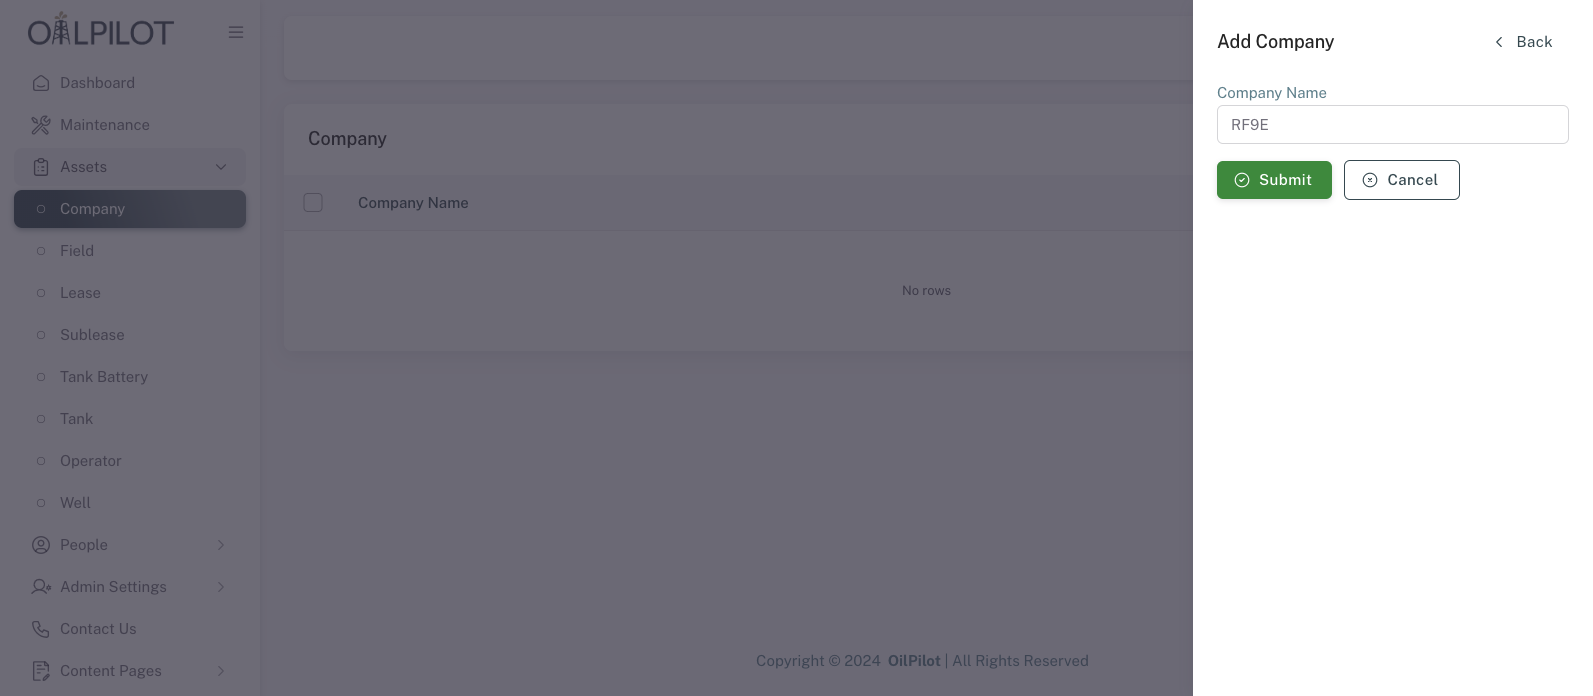 OILPILOT
Dashboard
Maintenance
Assets
Company
Field
Lease
Sublease
Tank Battery
Tank
Operator
Well
People
Admin Settings
Contact Us
Content Pages
Company
Company Name
No rows
Copyright © 2024 OilPilot | All Rights Reserved
Add Company
Back
Company Name
RF9E
Submit
Cancel